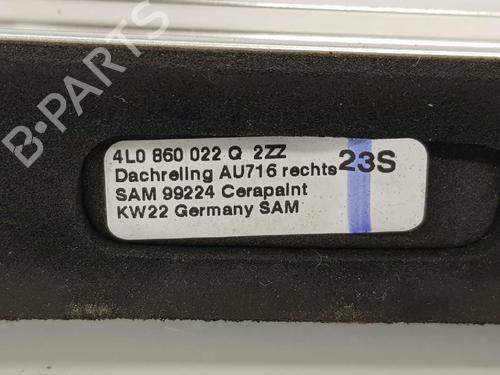 B-PARTS
4L0 860 022 Q 2ZZ
Dachreling AU716 rechts 23S
SAM 99224 Cerapaint
KW22 Germany SAM